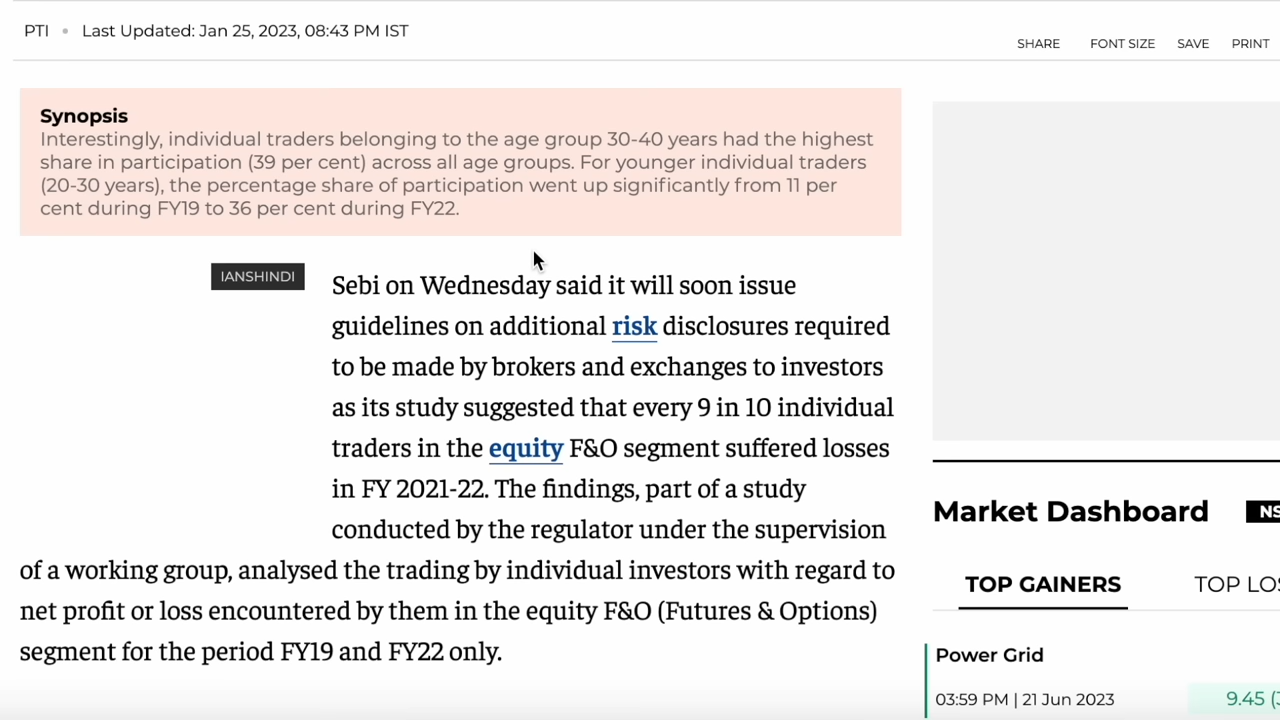 PTI • Last Updated: Jan 25, 2023, 08:43 PM IST
SHARE FONT SIZE SAVE PRINT
Synopsis
Interestingly, individual traders belonging to the age group 30-40 years had the highest
share in participation (39 per cent) across all age groups. For younger individual traders
(20-30 years), the percentage share of participation went up significantly from 11 per
cent during FY19 to 36 per cent during FY22.
IANSHINDI
Sebi on Wednesday said it will soon issue
guidelines on additional risk disclosures required
to be made by brokers and exchanges to investors
as its study suggested that every 9 in 10 individual
traders in the equity F&O segment suffered losses
in FY 2021-22. The findings, part of a study
conducted by the regulator under the supervision
of a working group, analysed the trading by individual investors with regard to
net profit or loss encountered by them in the equity F&O (Futures & Options)
segment for the period FY19 and FY22 only.
Market Dashboard
TOP GAINERS
Power Grid
03:59 PM | 21 Jun 2023
9.45